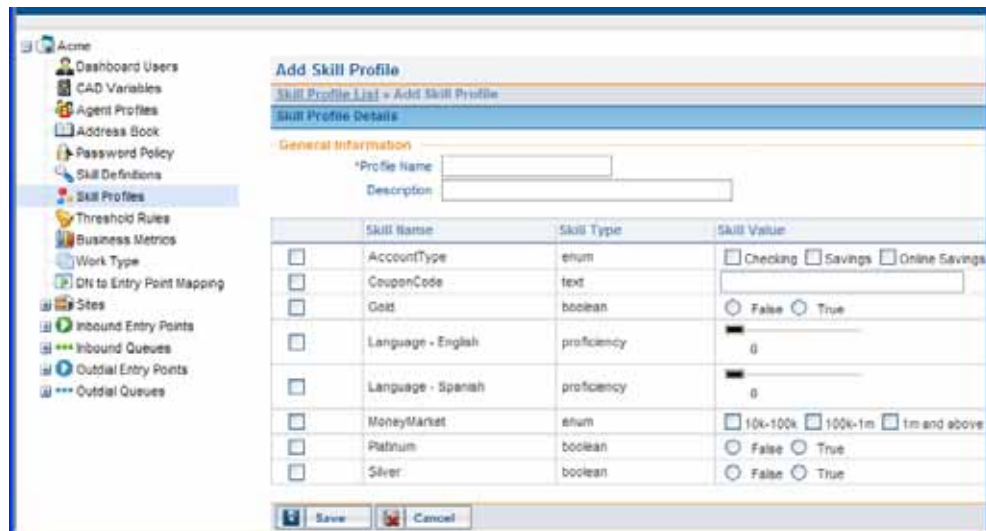 Acme
Dashboard Users
CAD Variables
Agent Profiles
Address Book
Password Policy
Skill Definitions
Skill Profiles
Threshold Rules
Business Metrics
Work Type
DN to Entry Point Mapping
Sites
Inbound Entry Points
Inbound Queues
Outdial Entry Points
Outdial Queues
Add Skill Profile
Skill Profile List » Add Skill Profile
Skill Profile Details
General Information
*Profile Name
Description
Skill Name Skill Type Skill Value
AccountType enum Checking Savings Online Savings
CouponCode text
Gold boolean False True
Language - English proficiency 0
Language - Spanish proficiency 0
MoneyMarket enum 10k-100k 100k-1m 1m and above
Platinum boolean False True
Silver boolean False True
Save Cancel